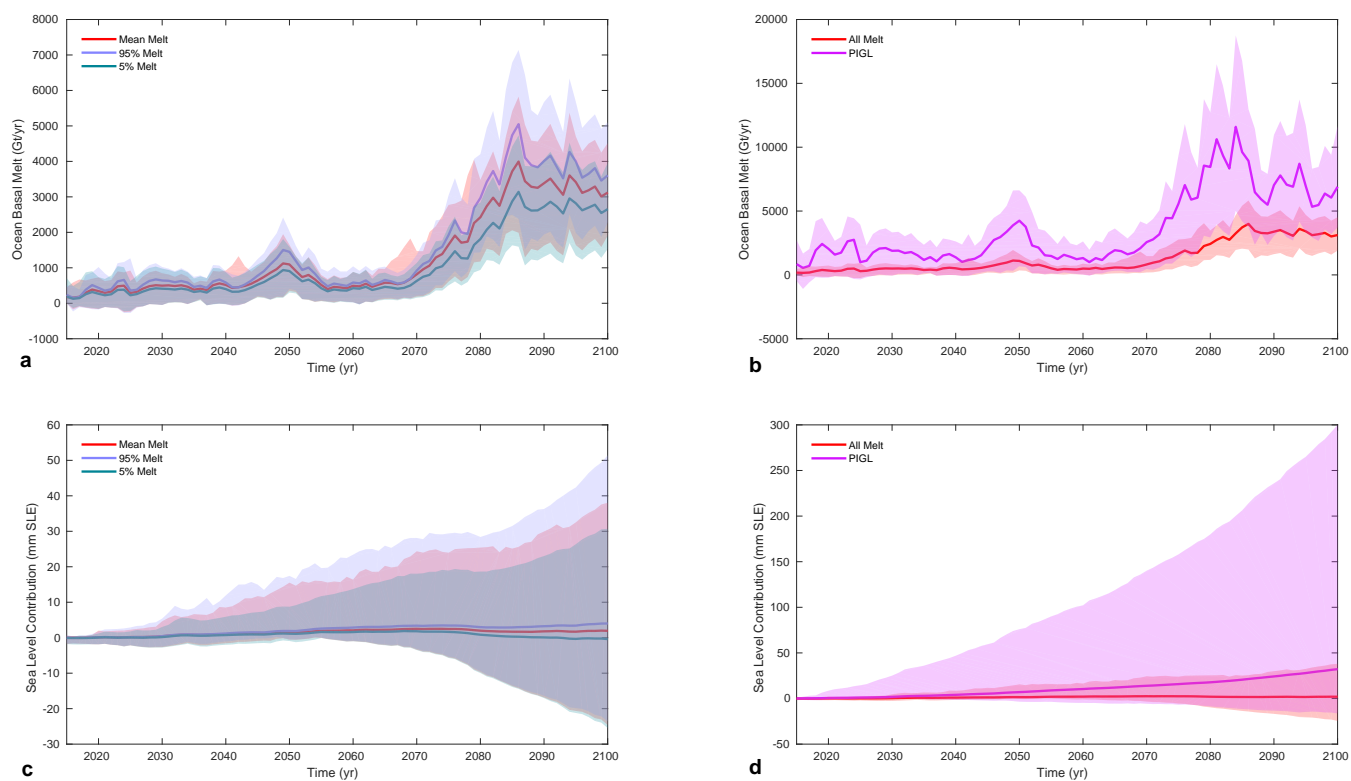 8000
7000
6000
5000
4000
3000
2000
1000
0
-1000
Ocean Basal Melt (Gt/yr)
Mean Melt
95% Melt
5% Melt
2020 2030 2040 2050 2060 2070 2080 2090 2100
Time (yr)
a
20000
15000
10000
5000
0
-5000
Ocean Basal Melt (Gt/yr)
All Melt
PIGL
2020 2030 2040 2050 2060 2070 2080 2090 2100
Time (yr)
b
60
50
40
30
20
10
0
-10
-20
-30
Sea Level Contribution (mm SLE)
Mean Melt
95% Melt
5% Melt
2020 2030 2040 2050 2060 2070 2080 2090 2100
Time (yr)
c
300
250
200
150
100
50
0
-50
Sea Level Contribution (mm SLE)
All Melt
PIGL
2020 2030 2040 2050 2060 2070 2080 2090 2100
Time (yr)
d